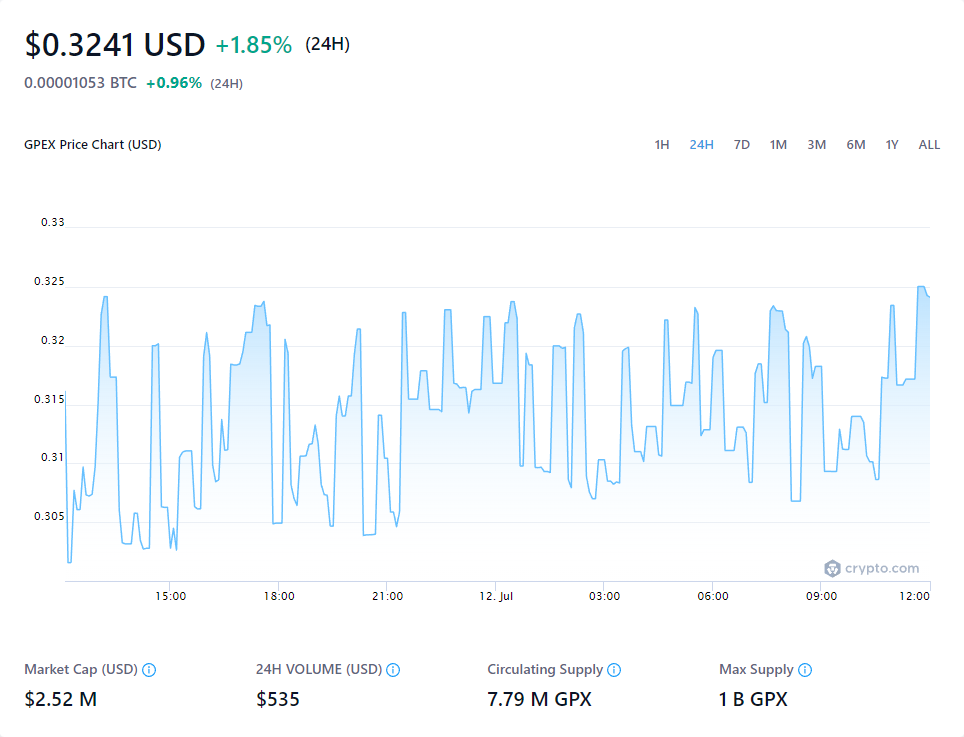 $0.3241 USD +1.85% (24H)
0.00001053 BTC +0.96% (24H)
GPEX Price Chart (USD) 1H 24H 7D 1M 3M 6M 1Y ALL
0.33
0.325
0.32
0.315
0.31
0.305
crypto.com
15:00 18:00 21:00 12. Jul 03:00 06:00 09:00 12:00
Market Cap (USD) 24H VOLUME (USD) Circulating Supply Max Supply
$2.52 M $535 7.79 M GPX 1 B GPX